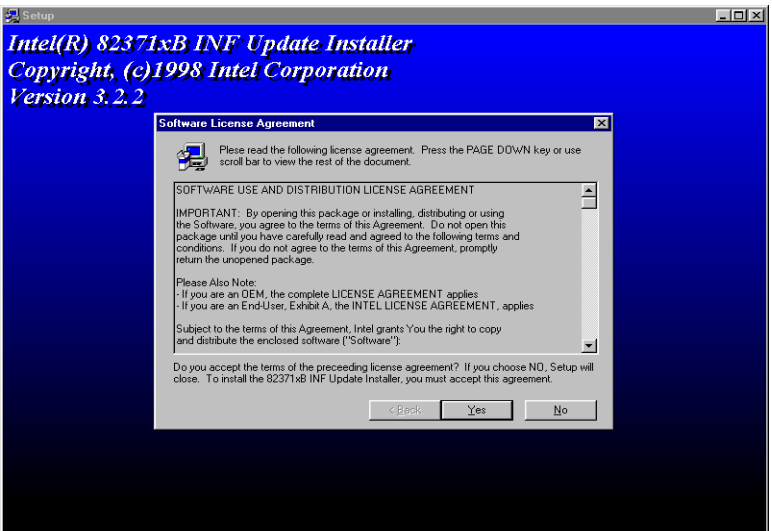 Setup
Intel(R) 82371xB INF Update Installer
Copyright, (c)1998 Intel Corporation
Version 3.2.2
Software License Agreement
Plese read the following license agreement. Press the PAGE DOWN key or use
scroll bar to view the rest of the document.
SOFTWARE USE AND DISTRIBUTION LICENSE AGREEMENT
IMPORTANT: By opening this package or installing, distributing or using
the Software, you agree to the terms of this Agreement. Do not open this
package until you have carefully read and agreed to the following terms and
conditions. If you do not agree to the terms of this Agreement, promptly
return the unopened package.
Please Also Note:
- If you are an OEM, the complete LICENSE AGREEMENT applies
- If you are an End-User, Exhibit A, the INTEL LICENSE AGREEMENT, applies
Subject to the terms of this Agreement, Intel grants You the right to copy
and distribute the enclosed software ("Software"):
Do you accept the terms of the preceeding license agreement? If you choose NO, Setup will
close. To install the 82371xB INF Update Installer, you must accept this agreement.
< Back Yes No